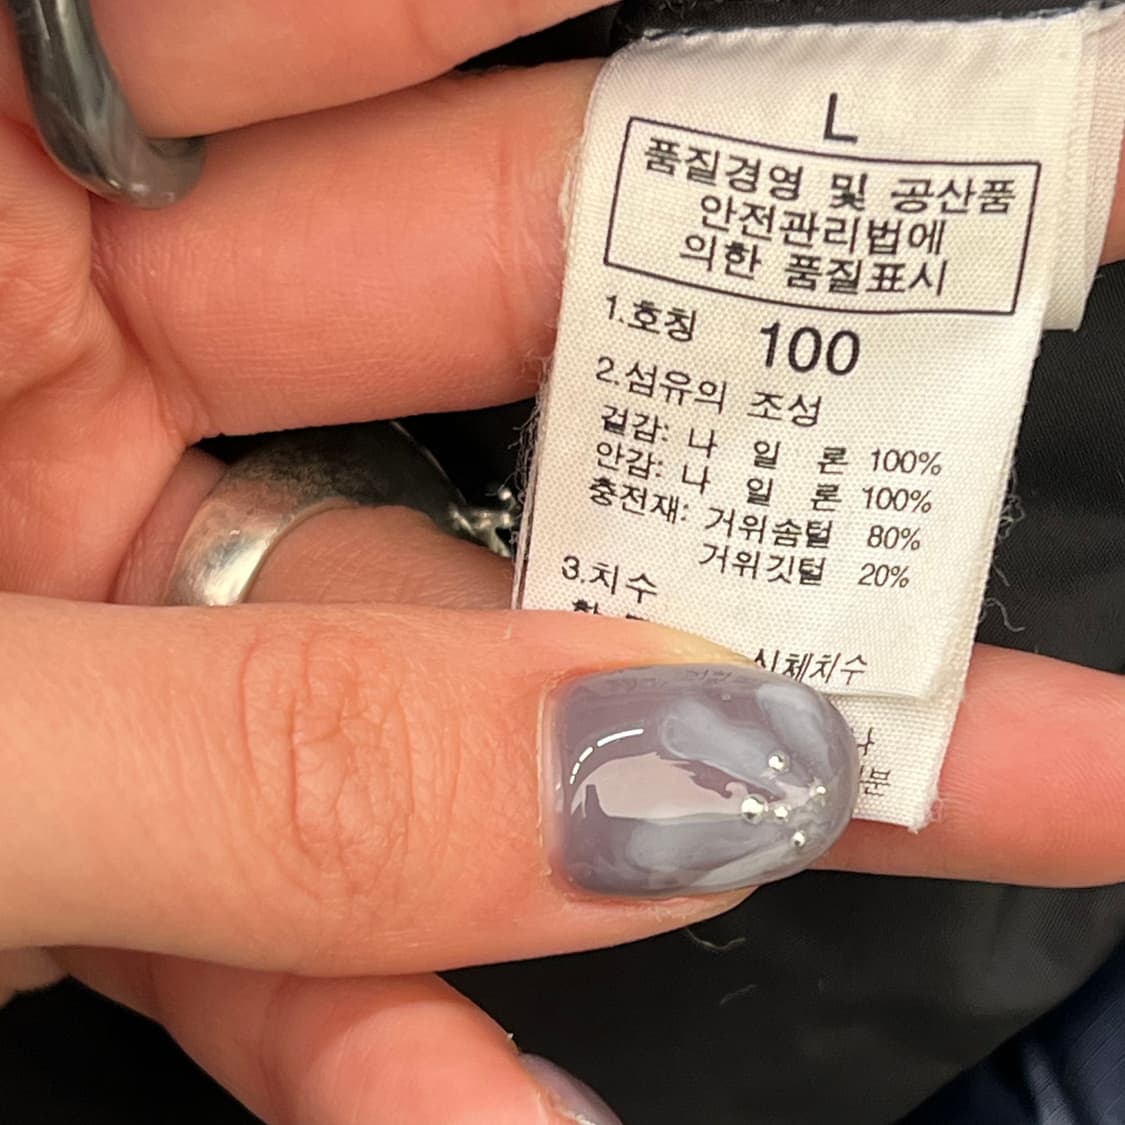 L
품질경영 및 공산품
안전관리법에
의한 품질표시
1.호칭 100
2.섬유의 조성
겉감: 나 일 론 100%
안감: 나 일 론 100%
충전재: 거위솜털 80%
거위깃털 20%
3.치수
신체치수